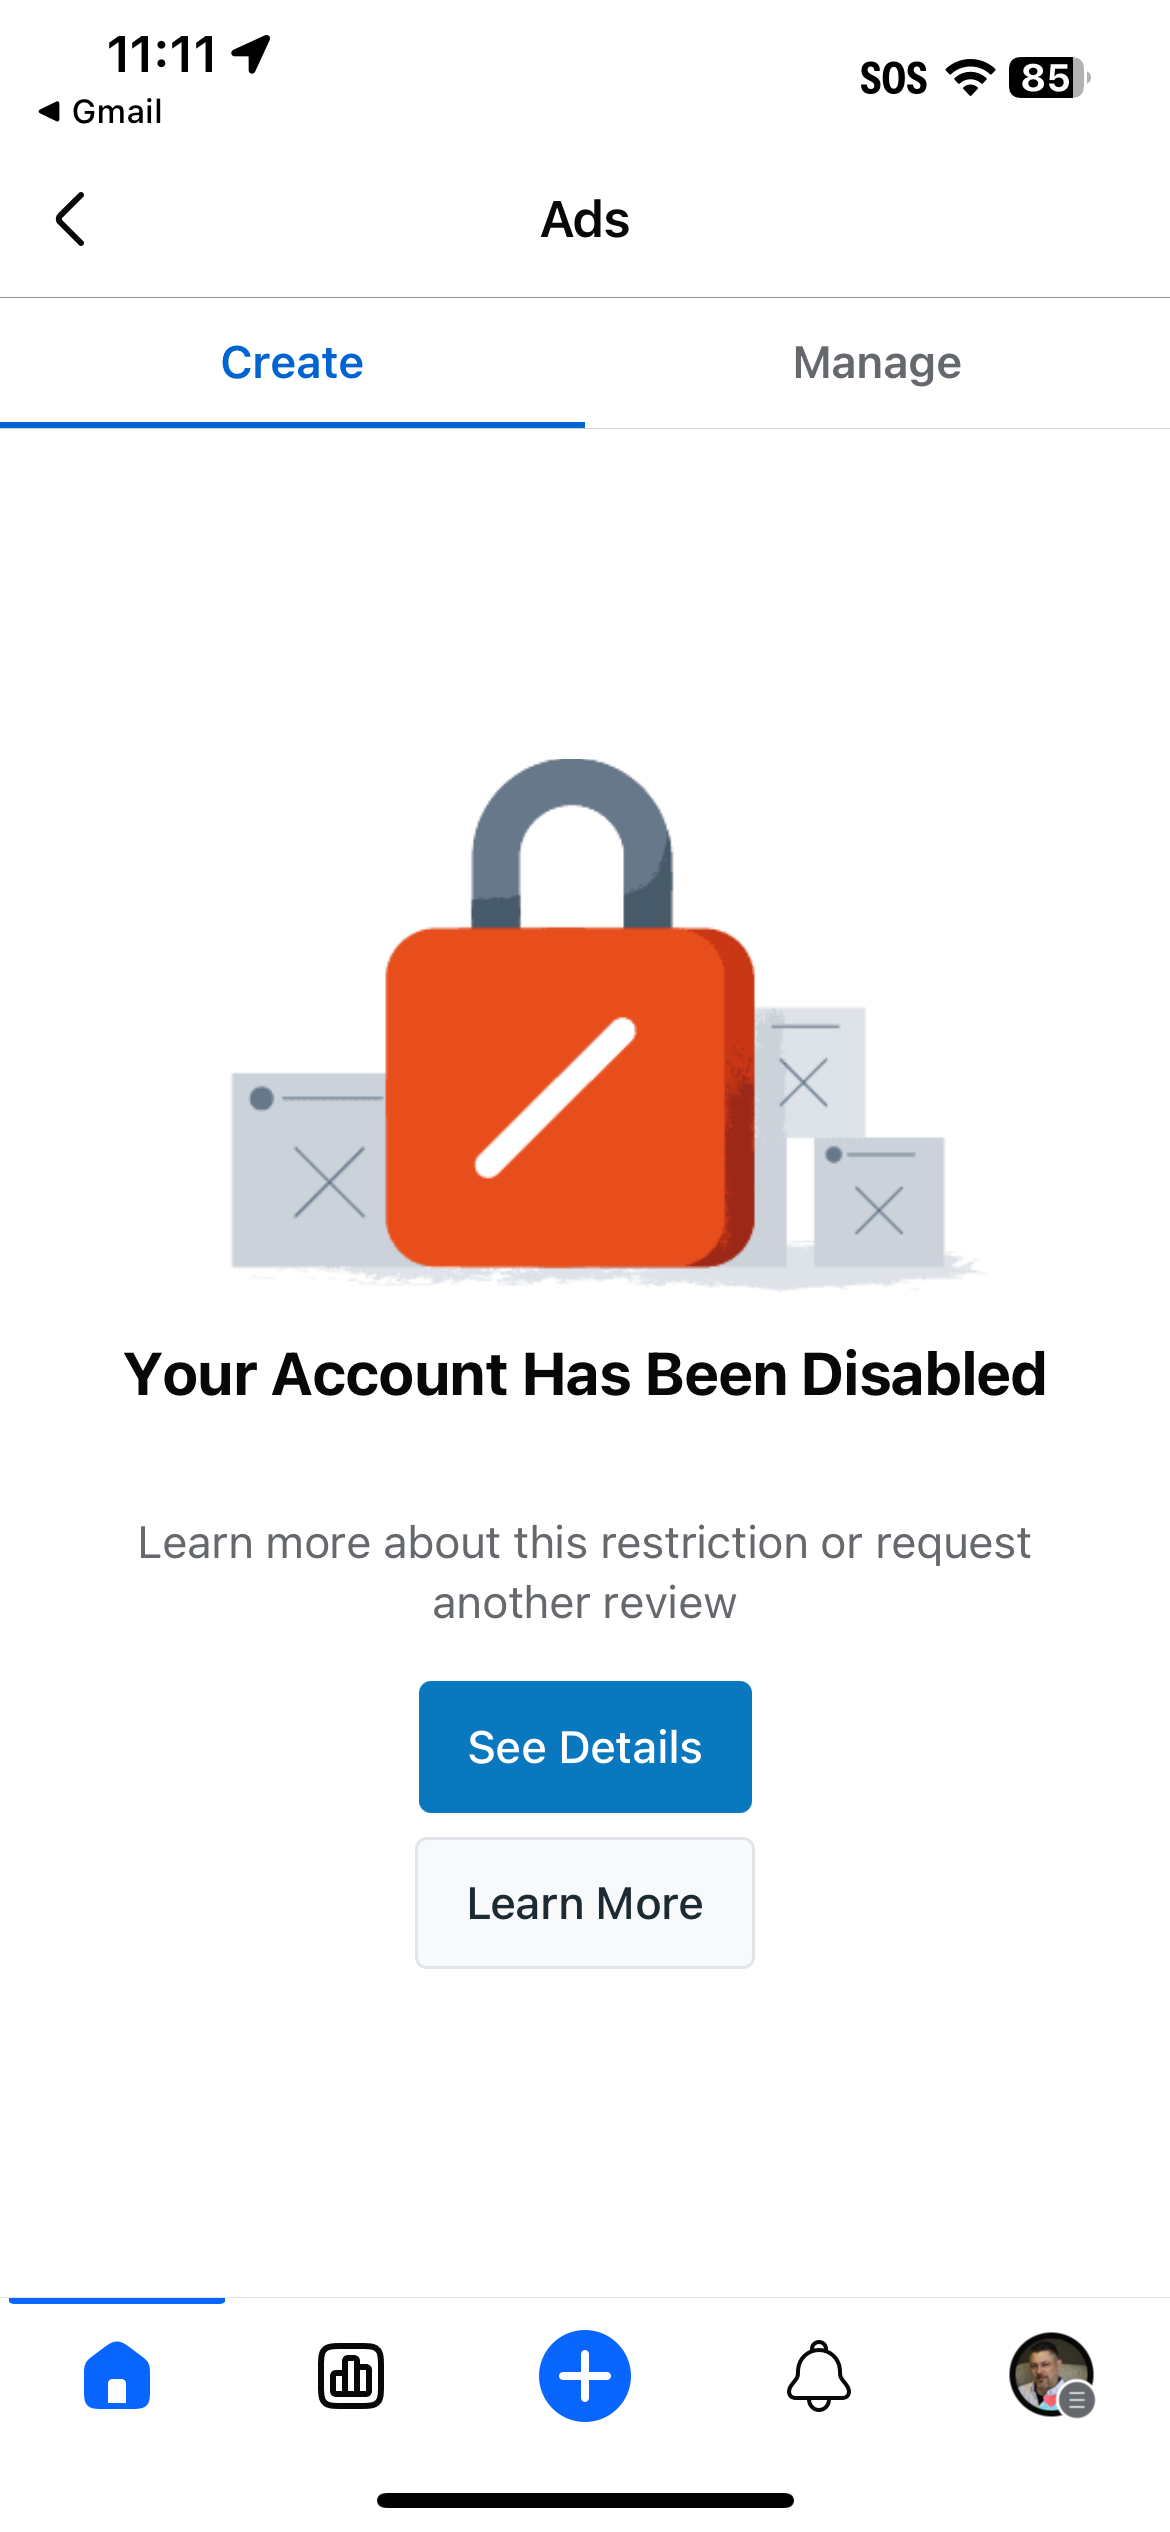 11:11
SOS
85
Gmail
Ads
Create
Manage
Your Account Has Been Disabled
Learn more about this restriction or request
another review
See Details
Learn More